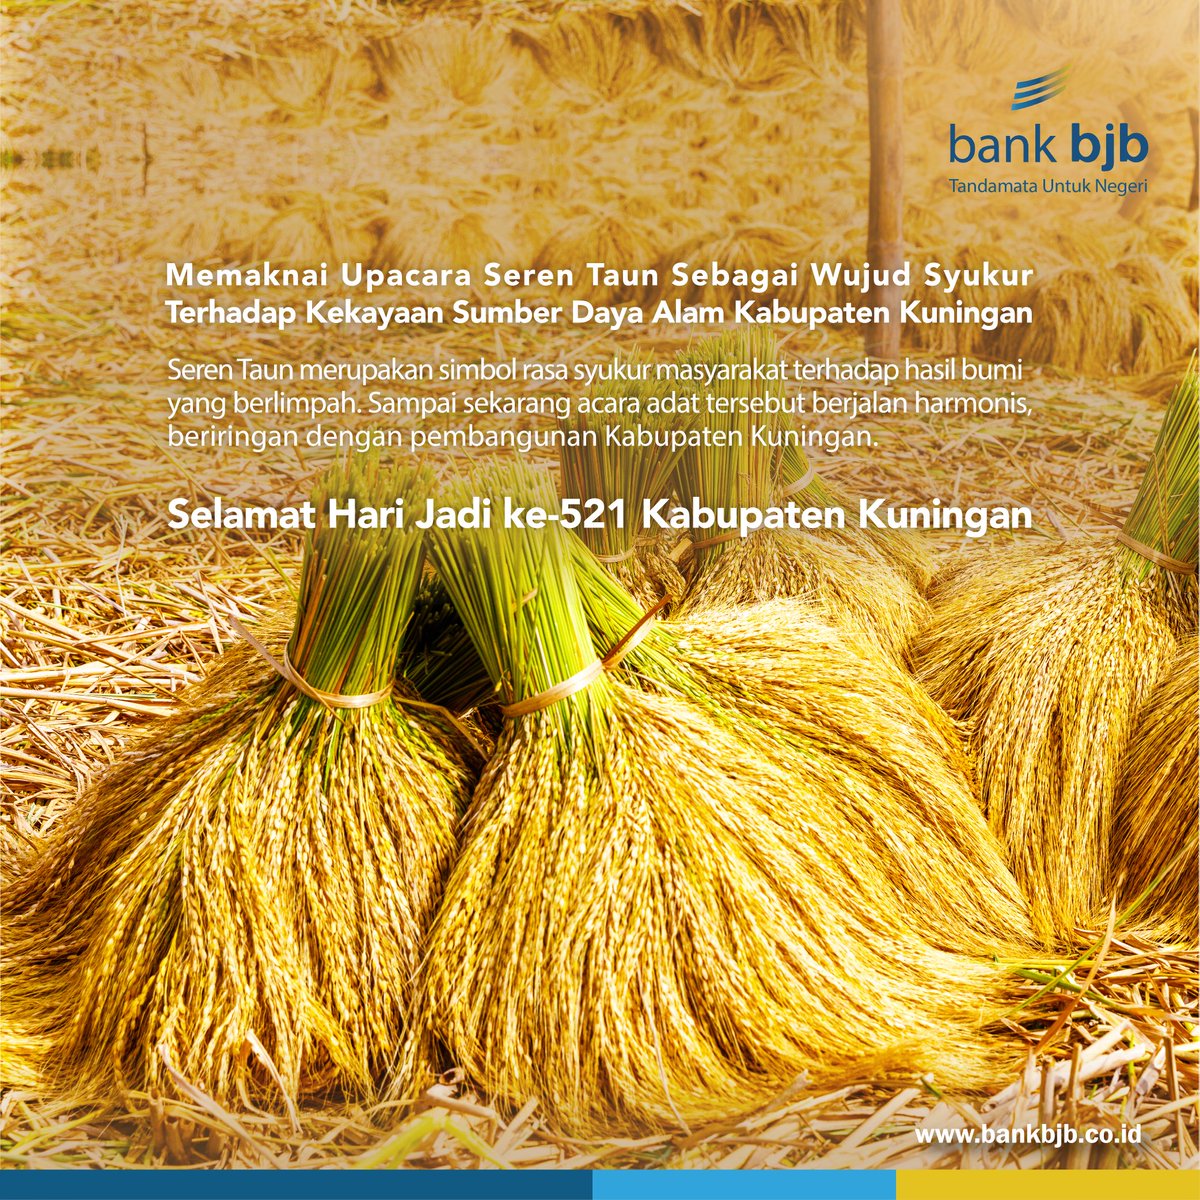 bank bjb
Tandamata Untuk Negeri
Memaknai Upacara Seren Taun Sebagai Wujud Syukur
Terhadap Kekayaan Sumber Daya Alam Kabupaten Kuningan
Seren Taun merupakan simbol rasa syukur masyarakat terhadap hasil bumi
yang berlimpah. Sampai sekarang acara adat tersebut berjalan harmonis,
beriringan dengan pembangunan Kabupaten Kuningan.
Selamat Hari Jadi ke-521 Kabupaten Kuningan
www.bankbjb.co.id